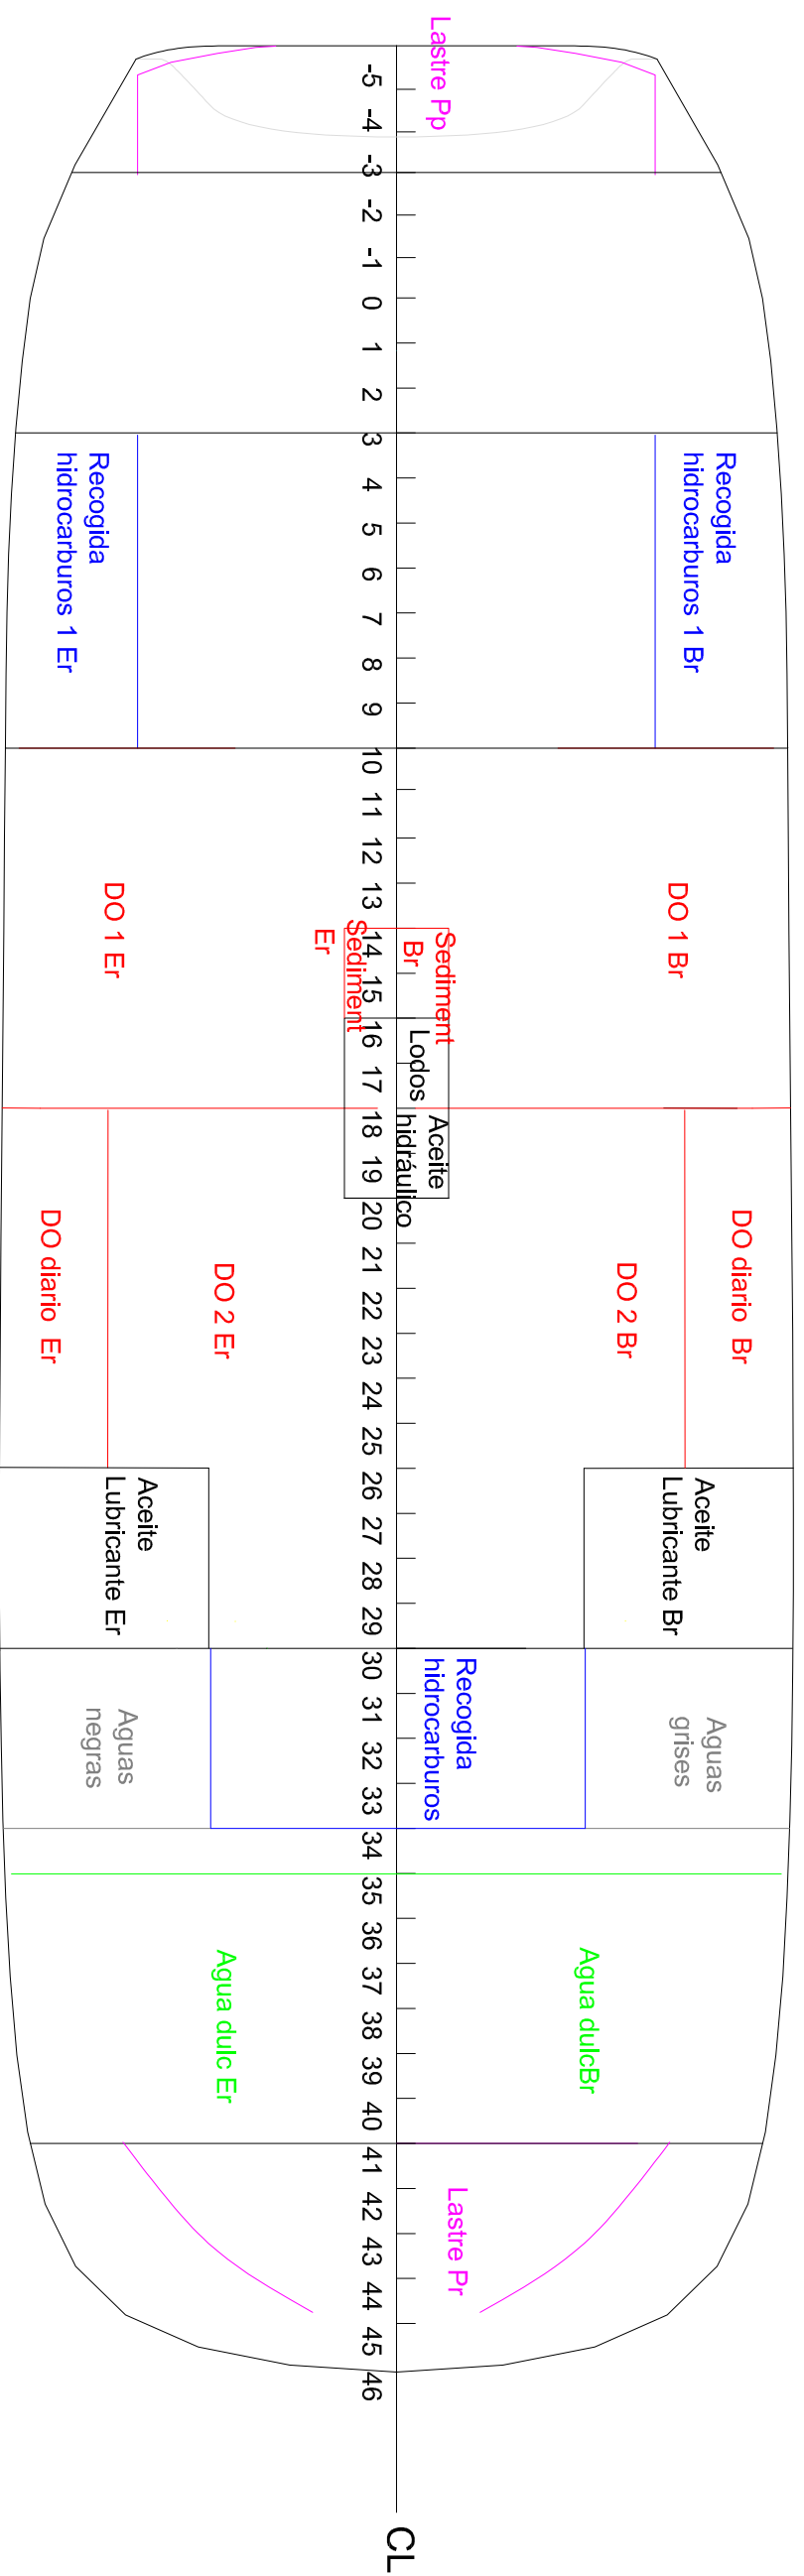 Lastre Pp
-5
-4
-3
-2
-1
0
1
2
3
4
5
6
7
8
9
10
11
12
13
14
15
16
17
18
19
20
21
22
23
24
25
26
27
28
29
30
31
32
33
34
35
36
37
38
39
40
41
42
43
44
45
46
Recogida
hidrocarburos 1 Br
Recogida
hidrocarburos 1 Er
DO 1 Br
DO 1 Er
Sediment
Br
Sediment
Er
Lodos
Aceite
hidráulico
DO diario  Br
DO 2 Br
DO 2 Er
DO diario  Er
Aceite
Lubricante Br
Aceite
Lubricante Er
Aguas
grises
Recogida
hidrocarburos
Aguas
negras
Agua dulcBr
Agua dulc Er
Lastre Pr
CL